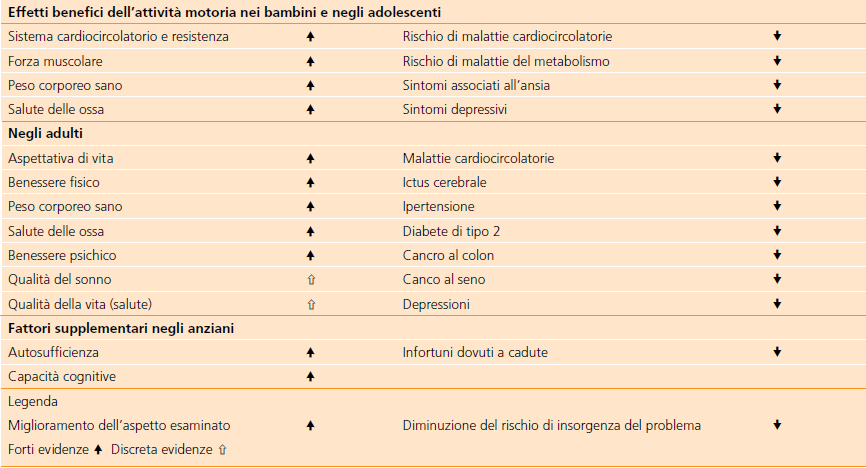 Effetti benefici dell'attività motoria nei bambini e negli adolescenti
Sistema cardiocircolatorio e resistenza ↑ Rischio di malattie cardiocircolatorie ↓
Forza muscolare ↑ Rischio di malattie del metabolismo ↓
Peso corporeo sano ↑ Sintomi associati all'ansia ↓
Salute delle ossa ↑ Sintomi depressivi ↓
Negli adulti
Aspettativa di vita ↑ Malattie cardiocircolatorie ↓
Benessere fisico ↑ Ictus cerebrale ↓
Peso corporeo sano ↑ Ipertensione ↓
Salute delle ossa ↑ Diabete di tipo 2 ↓
Benessere psichico ↑ Cancro al colon ↓
Qualità del sonno ⇧ Canco al seno ↓
Qualità della vita (salute) ⇧ Depressioni ↓
Fattori supplementari negli anziani
Autosufficienza ↑ Infortuni dovuti a cadute ↓
Capacità cognitive ↑
Legenda
Miglioramento dell'aspetto esaminato ↑ Diminuzione del rischio di insorgenza del problema ↓
Forti evidenze ↑ Discreta evidenze ⇧